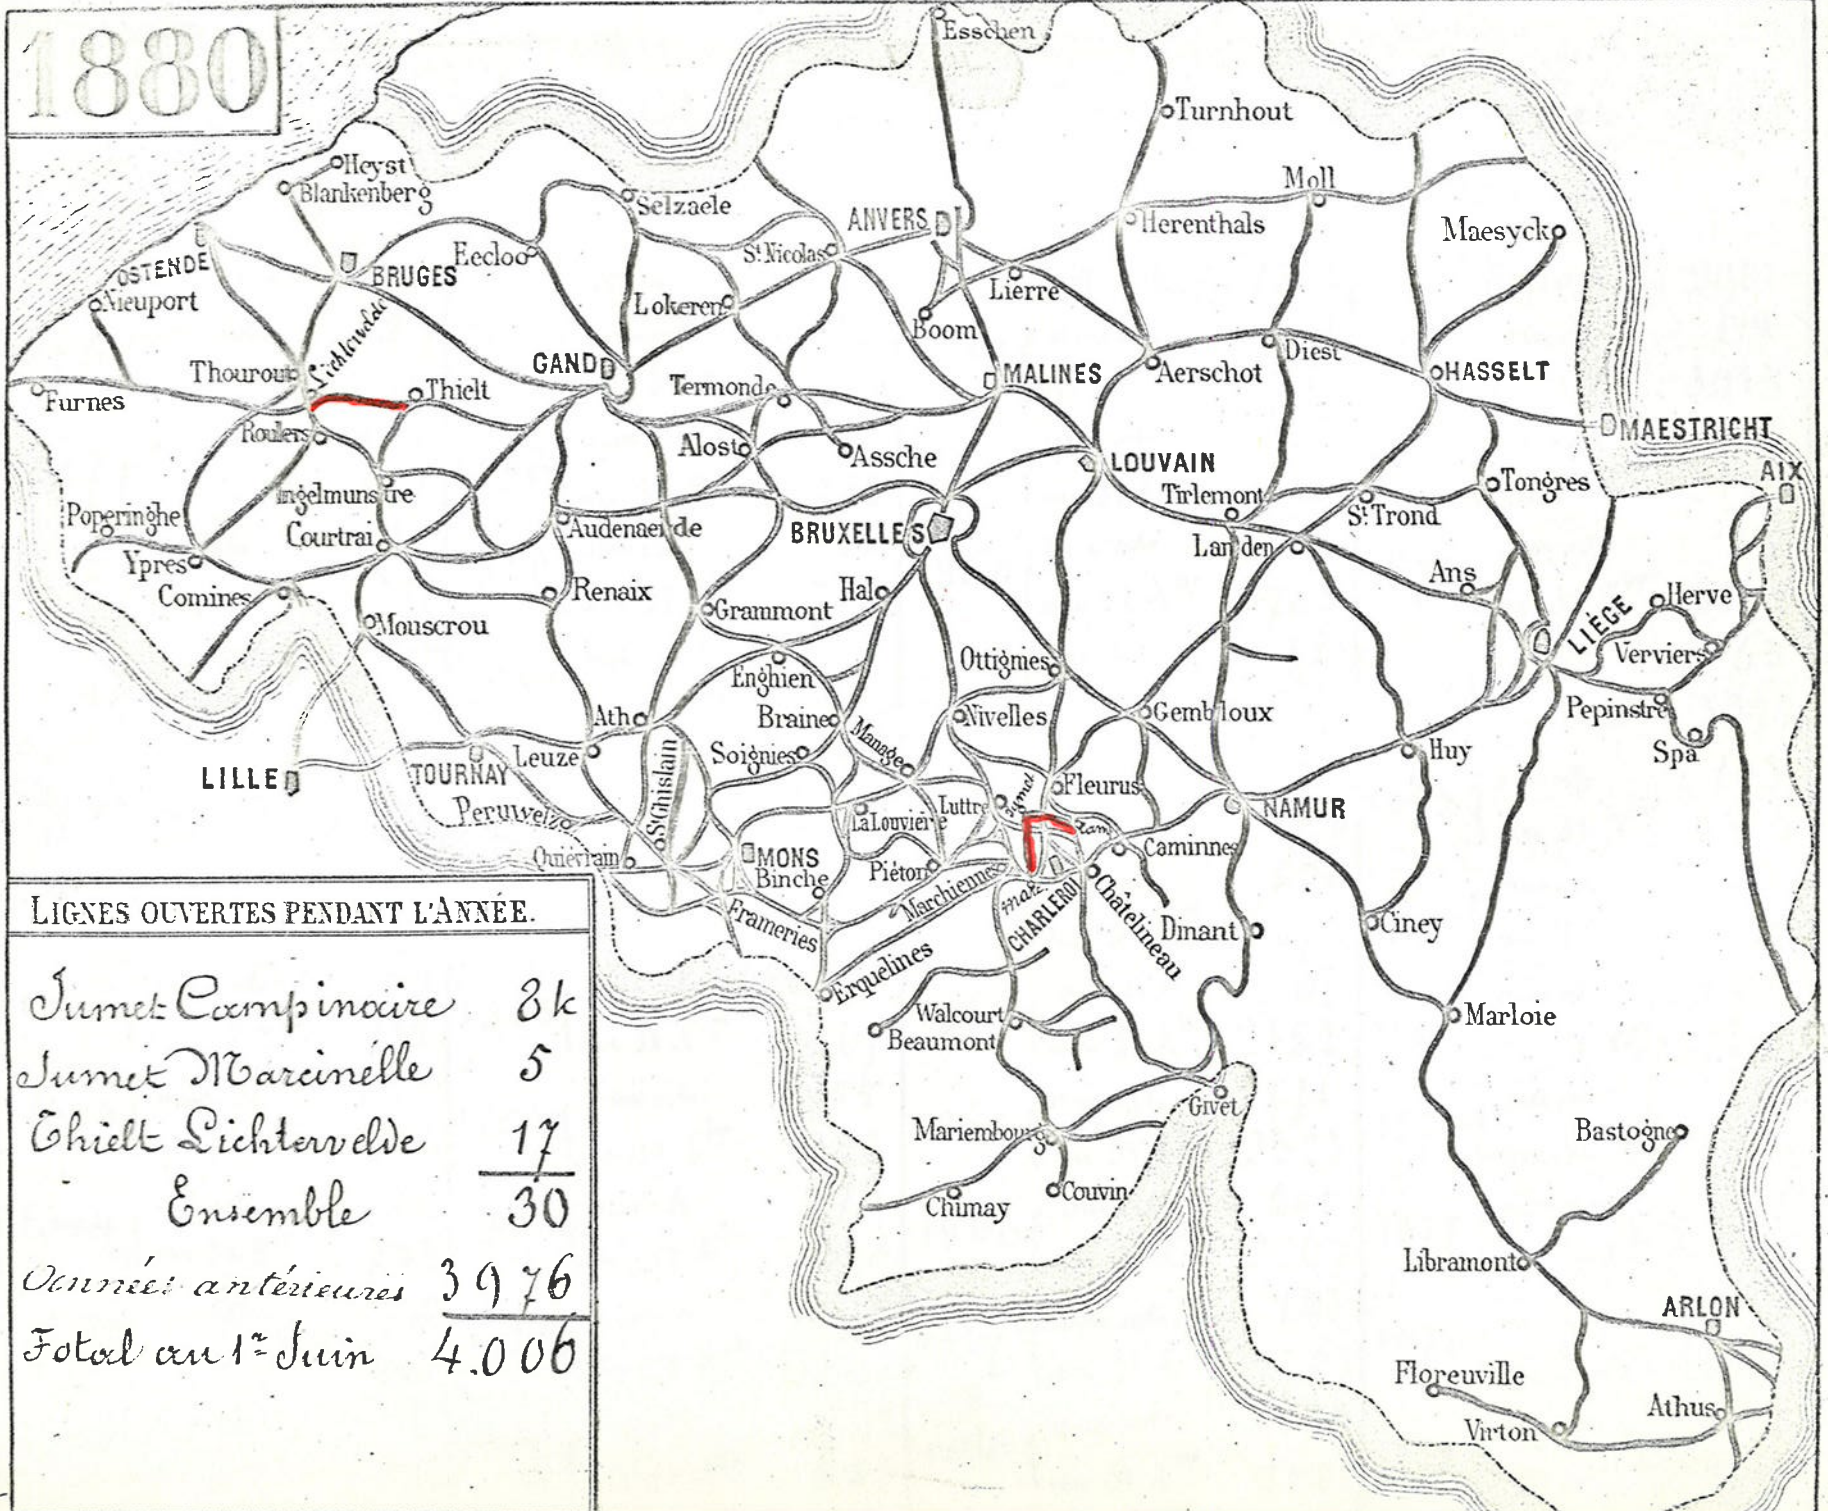 1880
Esschen
Turnhout
Heyst
Blankenberg
Selzaele
Moll
ANVERS
Herenthals
Maesyck
OSTENDE
BRUGES
Eecloo
St. Nicolas
Nieuport
Lokeren
Lierre
Boom
Lichtervelde
Thourout
GAND
Termonde
MALINES
Aerschot
Diest
HASSELT
Furnes
Thielt
Roulers
Alost
Assche
LOUVAIN
MAESTRICHT
AIX
Ingelmunstre
Tirlemont
St. Trond
Tongres
Poperinghe
Courtrai
Audenaerde
BRUXELLES
Landen
Ypres
Comines
Renaix
Hal
Ans
Herve
Mouscrou
Grammont
LIÉGE
Verviers
Enghien
Ottignies
Pepinstre
Ath
Braine
Nivelles
Gembloux
Spa
LILLE
TOURNAY
Leuze
Soignies
Manage
Huy
St Ghislain
Peruwelz
La Louvière
Luttre
Jumet
Fleurus
NAMUR
Quiévrain
MONS
Binche
Piéton
Marchiennes
Tam
Caminnes
Frameries
CHARLEROI
Châtelineau
Dinant
Ciney
Erquelines
Walcourt
Beaumont
Marloie
Givet
Mariembourg
Chimay
Couvin
Bastogne
Libramont
ARLON
Floreuville
Virton
Athus
LIGNES OUVERTES PENDANT L'ANNÉE.
Jumet Campinaire 8k
Jumet Marcinelle 5
Thielt Lichtervelde 17
Ensemble 30
Années antérieures 3976
Total au 1er Juin 4.006